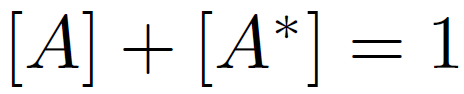 [A] + [A*] = 1